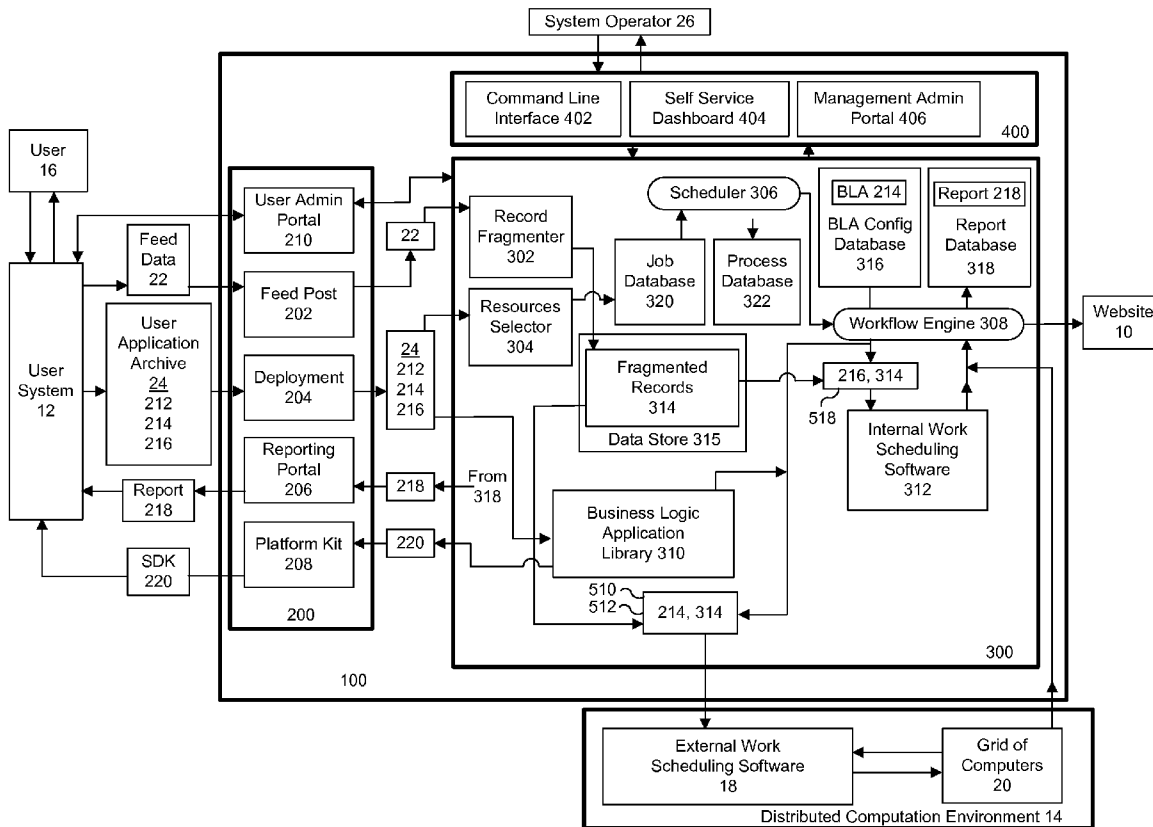 System Operator 26
Command Line
Interface 402
Self Service
Dashboard 404
Management Admin
Portal 406
400
User
16
User
System
12
Feed
Data
22
User
Application
Archive
24
212
214
216
Report
218
SDK
220
User Admin
Portal
210
Feed Post
202
Deployment
204
Reporting
Portal
206
Platform Kit
208
200
22
24
212
214
216
218
From
318
220
Record
Fragmenter
302
Resources
Selector
304
Scheduler 306
Job
Database
320
Process
Database
322
BLA 214
BLA Config
Database
316
Report 218
Report
Database
318
Workflow Engine 308
Website
10
Fragmented
Records
314
Data Store 315
216, 314
518
Internal Work
Scheduling
Software
312
Business Logic
Application
Library 310
510
512
214, 314
300
100
External Work
Scheduling Software
18
Grid of
Computers
20
Distributed Computation Environment 14